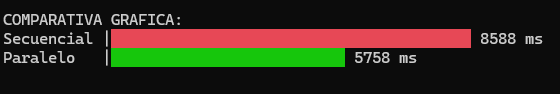 COMPARATIVA GRAFICA:
Secuencial | 8588 ms
Paralelo | 5758 ms